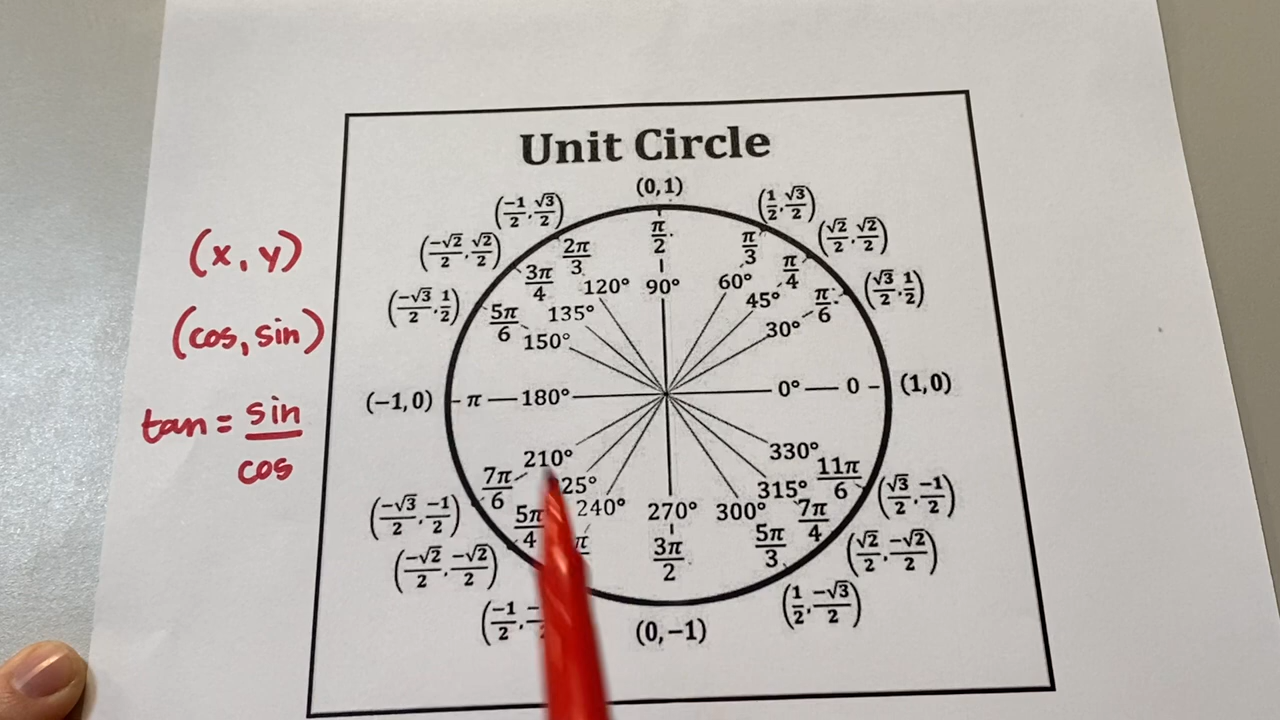 Unit Circle
(0,1)
(-1/2, √3/2)
(1/2, √3/2)
(-√2/2, √2/2)
(√2/2, √2/2)
(-√3/2, 1/2)
(√3/2, 1/2)
π/2
2π/3
π/3
3π/4
π/4
5π/6
π/6
120° 90° 60°
135° 45°
150° 30°
(-1,0) π 180° 0° 0 (1,0)
210° 330°
25° 315°
240° 270° 300°
7π/6
11π/6
5π/4
7π/4
π
3π/2
5π/3
(-√3/2, -1/2)
(√3/2, -1/2)
(-√2/2, -√2/2)
(√2/2, -√2/2)
(-1/2, -
(1/2, -√3/2)
(0,-1)
(x, y)
(cos, sin)
tan = sin/cos